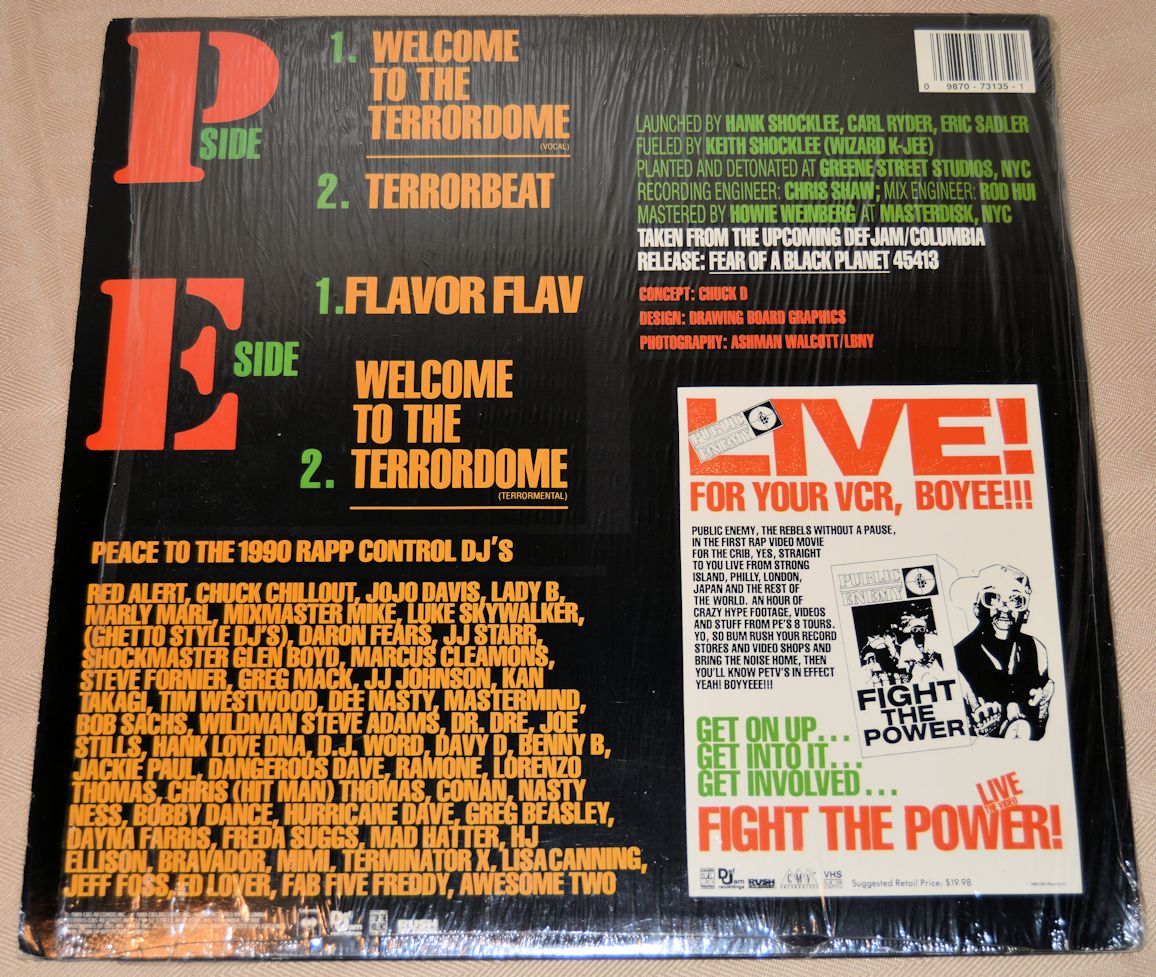 P
SIDE
1. WELCOME
TO THE
TERRORDOME
(VOCAL)
2. TERRORBEAT
E
SIDE
1. FLAVOR FLAV
WELCOME
TO THE
2. TERRORDOME
(TERRORMENTAL)
PEACE TO THE 1990 RAPP CONTROL DJ'S
RED ALERT, CHUCK CHILLOUT, JOJO DAVIS, LADY B,
MARLY MARL, MIXMASTER MIKE, LUKE SKYWALKER,
(GHETTO STYLE DJ'S), DARON FEARS, JJ STARR,
SHOCKMASTER GLEN BOYD, MARCUS CLEAMONS,
STEVE FORNIER, GREG MACK, JJ JOHNSON, KAN
TAKAGI, TIM WESTWOOD, DEE NASTY, MASTERMIND,
BOB SACHS, WILDMAN STEVE ADAMS, DR. DRE, JOE
STILLS, HANK LOVE DNA, D.J. WORD, DAVY D, BENNY B,
JACKIE PAUL, DANGEROUS DAVE, RAMONE, LORENZO
THOMAS, CHRIS (HIT MAN) THOMAS, CONAN, NASTY
NESS, BOBBY DANCE, HURRICANE DAVE, GREG BEASLEY,
DAYNA FARRIS, FREDA SUGGS, MAD HATTER, HJ
ELLISON, BRAVADOR, MIMI, TERMINATOR X, LISA CANNING,
JEFF FOSS, ED LOVER, FAB FIVE FREDDY, AWESOME TWO
0 9870 - 73135 - 1
LAUNCHED BY HANK SHOCKLEE, CARL RYDER, ERIC SADLER
FUELED BY KEITH SHOCKLEE (WIZARD K-JEE)
PLANTED AND DETONATED AT GREENE STREET STUDIOS, NYC
RECORDING ENGINEER: CHRIS SHAW; MIX ENGINEER: ROD HUI
MASTERED BY HOWIE WEINBERG AT MASTERDISK, NYC
TAKEN FROM THE UPCOMING DEF JAM/COLUMBIA
RELEASE: FEAR OF A BLACK PLANET 45413
CONCEPT: CHUCK D
DESIGN: DRAWING BOARD GRAPHICS
PHOTOGRAPHY: ASHMAN WALCOTT/LBNY
PUBLIC
ENEMY
LIVE!
FOR YOUR VCR, BOYEE!!!
PUBLIC ENEMY, THE REBELS WITHOUT A PAUSE,
IN THE FIRST RAP VIDEO MOVIE
FOR THE CRIB, YES, STRAIGHT
TO YOU LIVE FROM STRONG
ISLAND, PHILLY, LONDON,
JAPAN AND THE REST OF
THE WORLD. AN HOUR OF
CRAZY HYPE FOOTAGE, VIDEOS
AND STUFF FROM PE'S 8 TOURS.
YO, SO BUM RUSH YOUR RECORD
STORES AND VIDEO SHOPS AND
BRING THE NOISE HOME, THEN
YOU'LL KNOW PETV'S IN EFFECT
YEAH! BOYYEEE!!!
PUBLIC
ENEMY
FIGHT
THE
POWER
GET ON UP...
GET INTO IT...
GET INVOLVED...
LIVE
THE VIDEO
FIGHT THE POWER!
Def Jam
recordings
RUSH
CMV
VHS
Suggested Retail Price: $19.98
Def Jam
RUSH